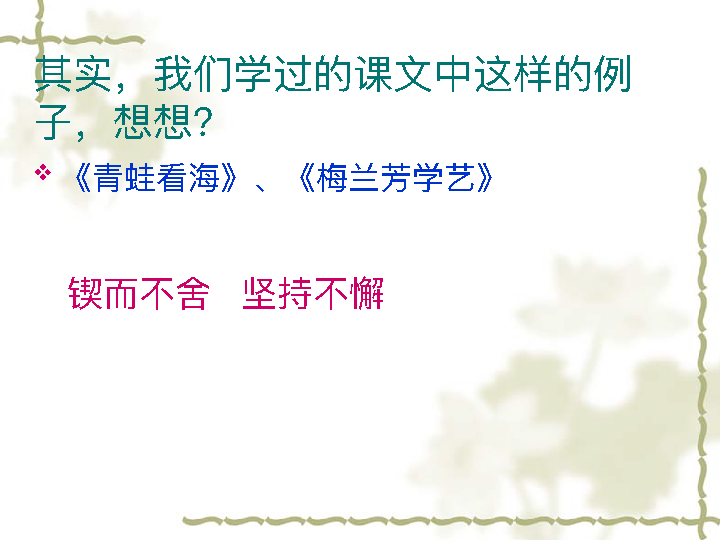 其实，我们学过的课文中这样的例
子，想想？
《青蛙看海》、《梅兰芳学艺》
锲而不舍 坚持不懈